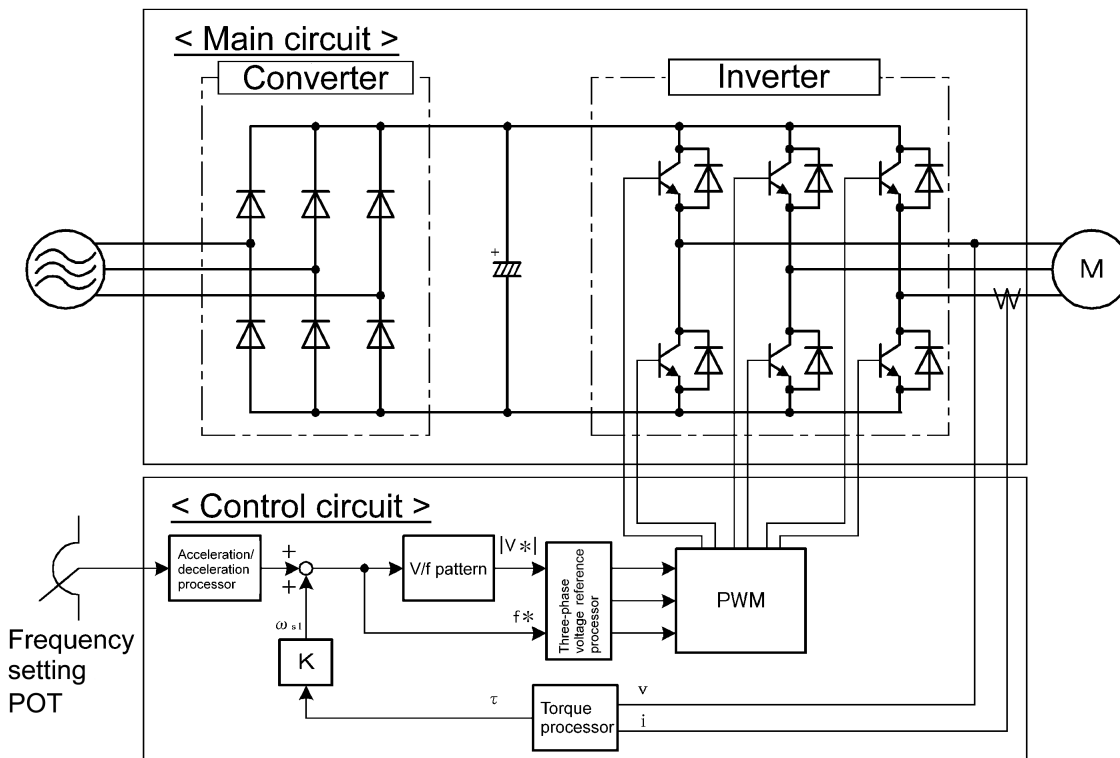 < Main circuit >
Converter
Inverter
+
M
< Control circuit >
Acceleration/
deceleration
processor
+
+
V/f pattern
|V*|
f*
Three-phase
voltage reference
processor
PWM
ωsl
K
Frequency
setting
POT
τ
Torque
processor
v
i